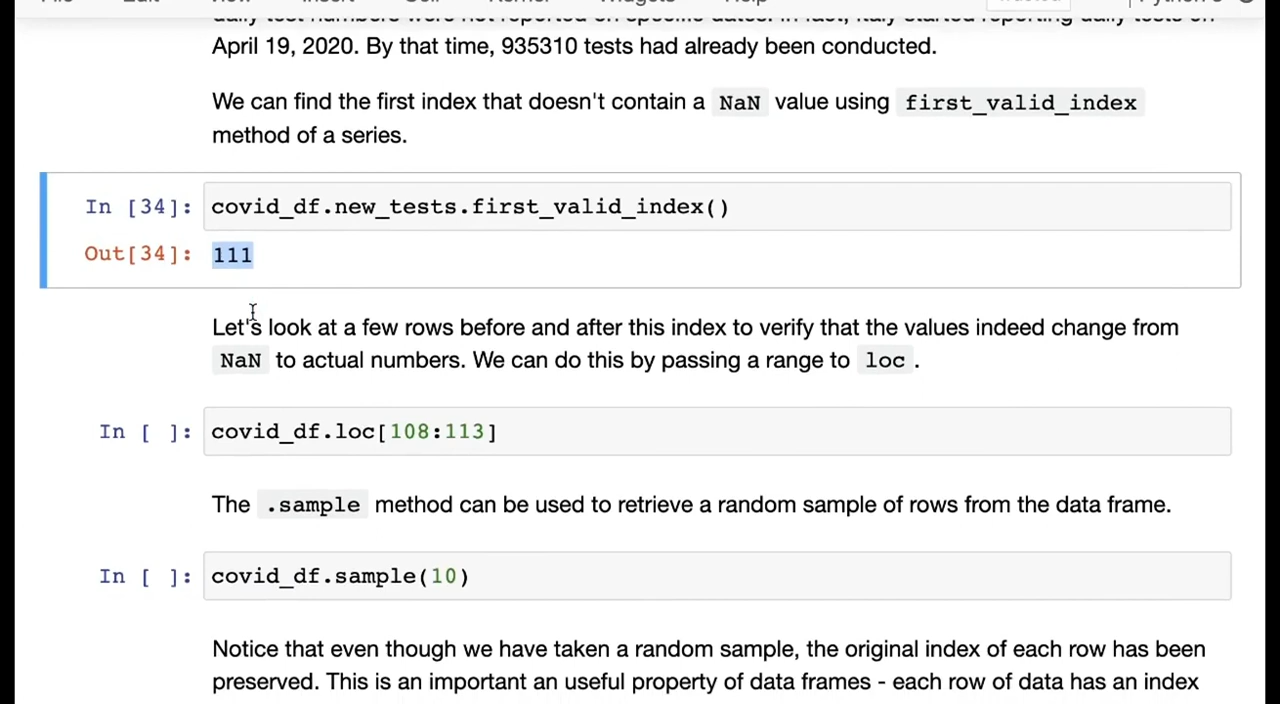 April 19, 2020. By that time, 935310 tests had already been conducted.
We can find the first index that doesn't contain a NaN value using first_valid_index
method of a series.
In [34]: covid_df.new_tests.first_valid_index()
Out[34]: 111
Let's look at a few rows before and after this index to verify that the values indeed change from
NaN to actual numbers. We can do this by passing a range to loc .
In [ ]: covid_df.loc[108:113]
The .sample method can be used to retrieve a random sample of rows from the data frame.
In [ ]: covid_df.sample(10)
Notice that even though we have taken a random sample, the original index of each row has been
preserved. This is an important an useful property of data frames - each row of data has an index